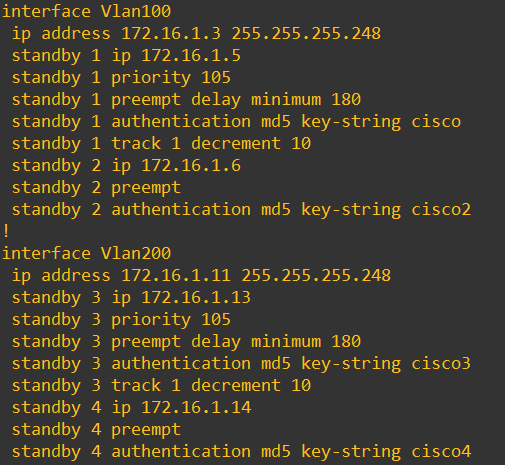 interface Vlan100
ip address 172.16.1.3 255.255.255.248
standby 1 ip 172.16.1.5
standby 1 priority 105
standby 1 preempt delay minimum 180
standby 1 authentication md5 key-string cisco
standby 1 track 1 decrement 10
standby 2 ip 172.16.1.6
standby 2 preempt
standby 2 authentication md5 key-string cisco2
!
interface Vlan200
ip address 172.16.1.11 255.255.255.248
standby 3 ip 172.16.1.13
standby 3 priority 105
standby 3 preempt delay minimum 180
standby 3 authentication md5 key-string cisco3
standby 3 track 1 decrement 10
standby 4 ip 172.16.1.14
standby 4 preempt
standby 4 authentication md5 key-string cisco4